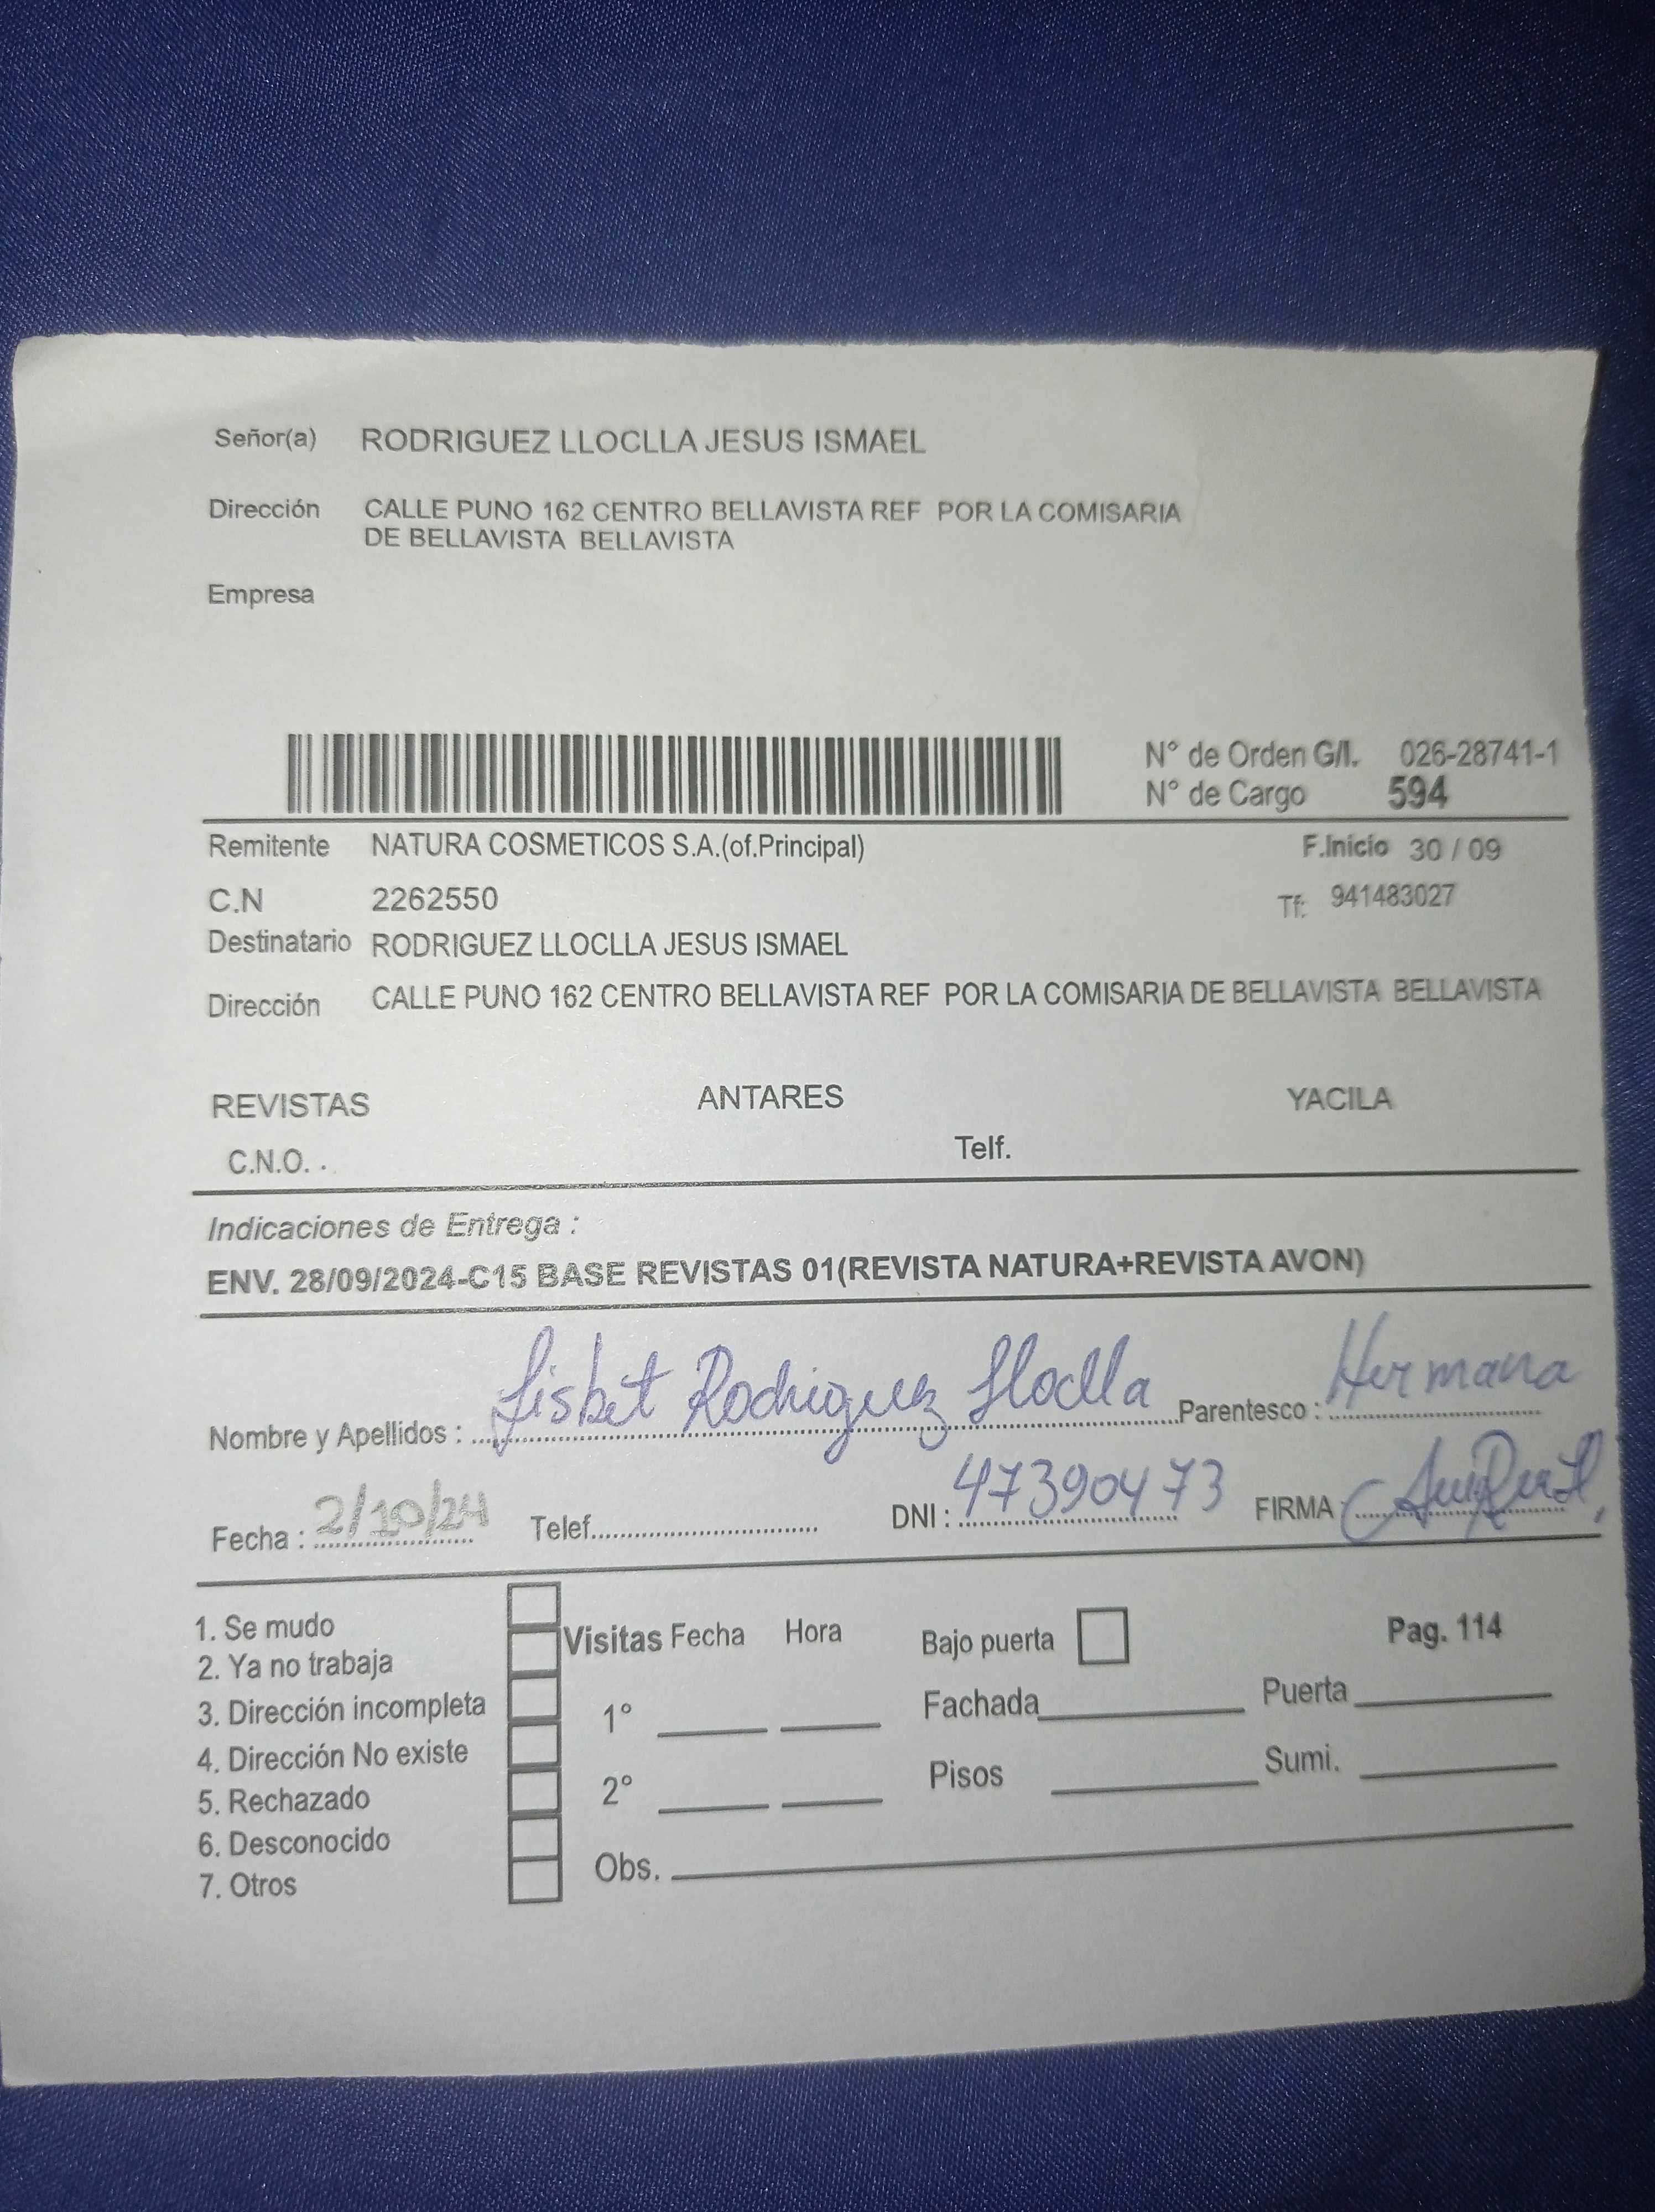 Señor(a) RODRIGUEZ LLOCLLA JESUS ISMAEL
Dirección CALLE PUNO 162 CENTRO BELLAVISTA REF POR LA COMISARIA
DE BELLAVISTA BELLAVISTA
Empresa
N° de Orden G/I. 026-28741-1
N° de Cargo 594
Remitente NATURA COSMETICOS S.A.(of.Principal) F.Inicio 30 / 09
C.N 2262550 Tf: 941483027
Destinatario RODRIGUEZ LLOCLLA JESUS ISMAEL
Dirección CALLE PUNO 162 CENTRO BELLAVISTA REF POR LA COMISARIA DE BELLAVISTA BELLAVISTA
REVISTAS ANTARES YACILA
C.N.O. . Telf.
Indicaciones de Entrega :
ENV. 28/09/2024-C15 BASE REVISTAS 01(REVISTA NATURA+REVISTA AVON)
Nombre y Apellidos : Lisbet Rodriguez Lloclla Parentesco : Hermana
Fecha : 2/10/24 Telef. DNI : 47390473 FIRMA
1. Se mudo Visitas Fecha Hora Bajo puerta Pag. 114
2. Ya no trabaja
3. Dirección incompleta 1° Fachada Puerta
4. Dirección No existe
5. Rechazado 2° Pisos Sumi.
6. Desconocido
7. Otros Obs.